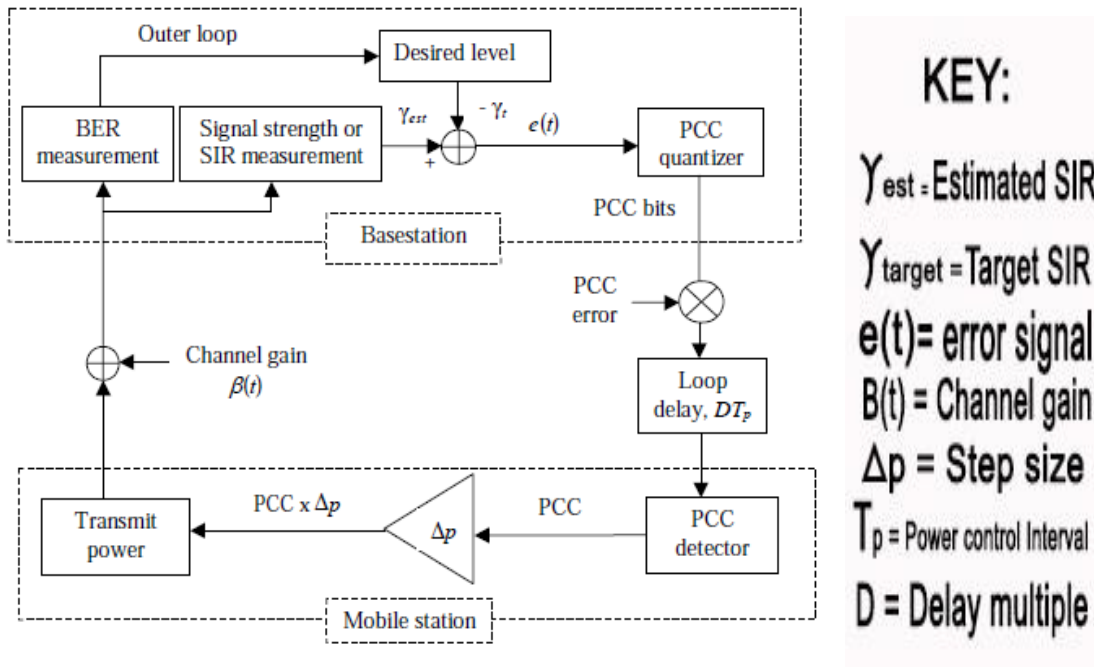 Outer loop
Desired level
BER
measurement
Signal strength or
SIR measurement
γest
+
- γt
e(t)
PCC
quantizer
PCC bits
Basestation
PCC
error
Channel gain
β(t)
Loop
delay, DTp
Transmit
power
PCC x Δp
Δp
PCC
PCC
detector
Mobile station
KEY:
γest = Estimated SIR
γtarget = Target SIR
e(t)= error signal
B(t) = Channel gain
Δp = Step size
Tp = Power control Interval
D = Delay multiple